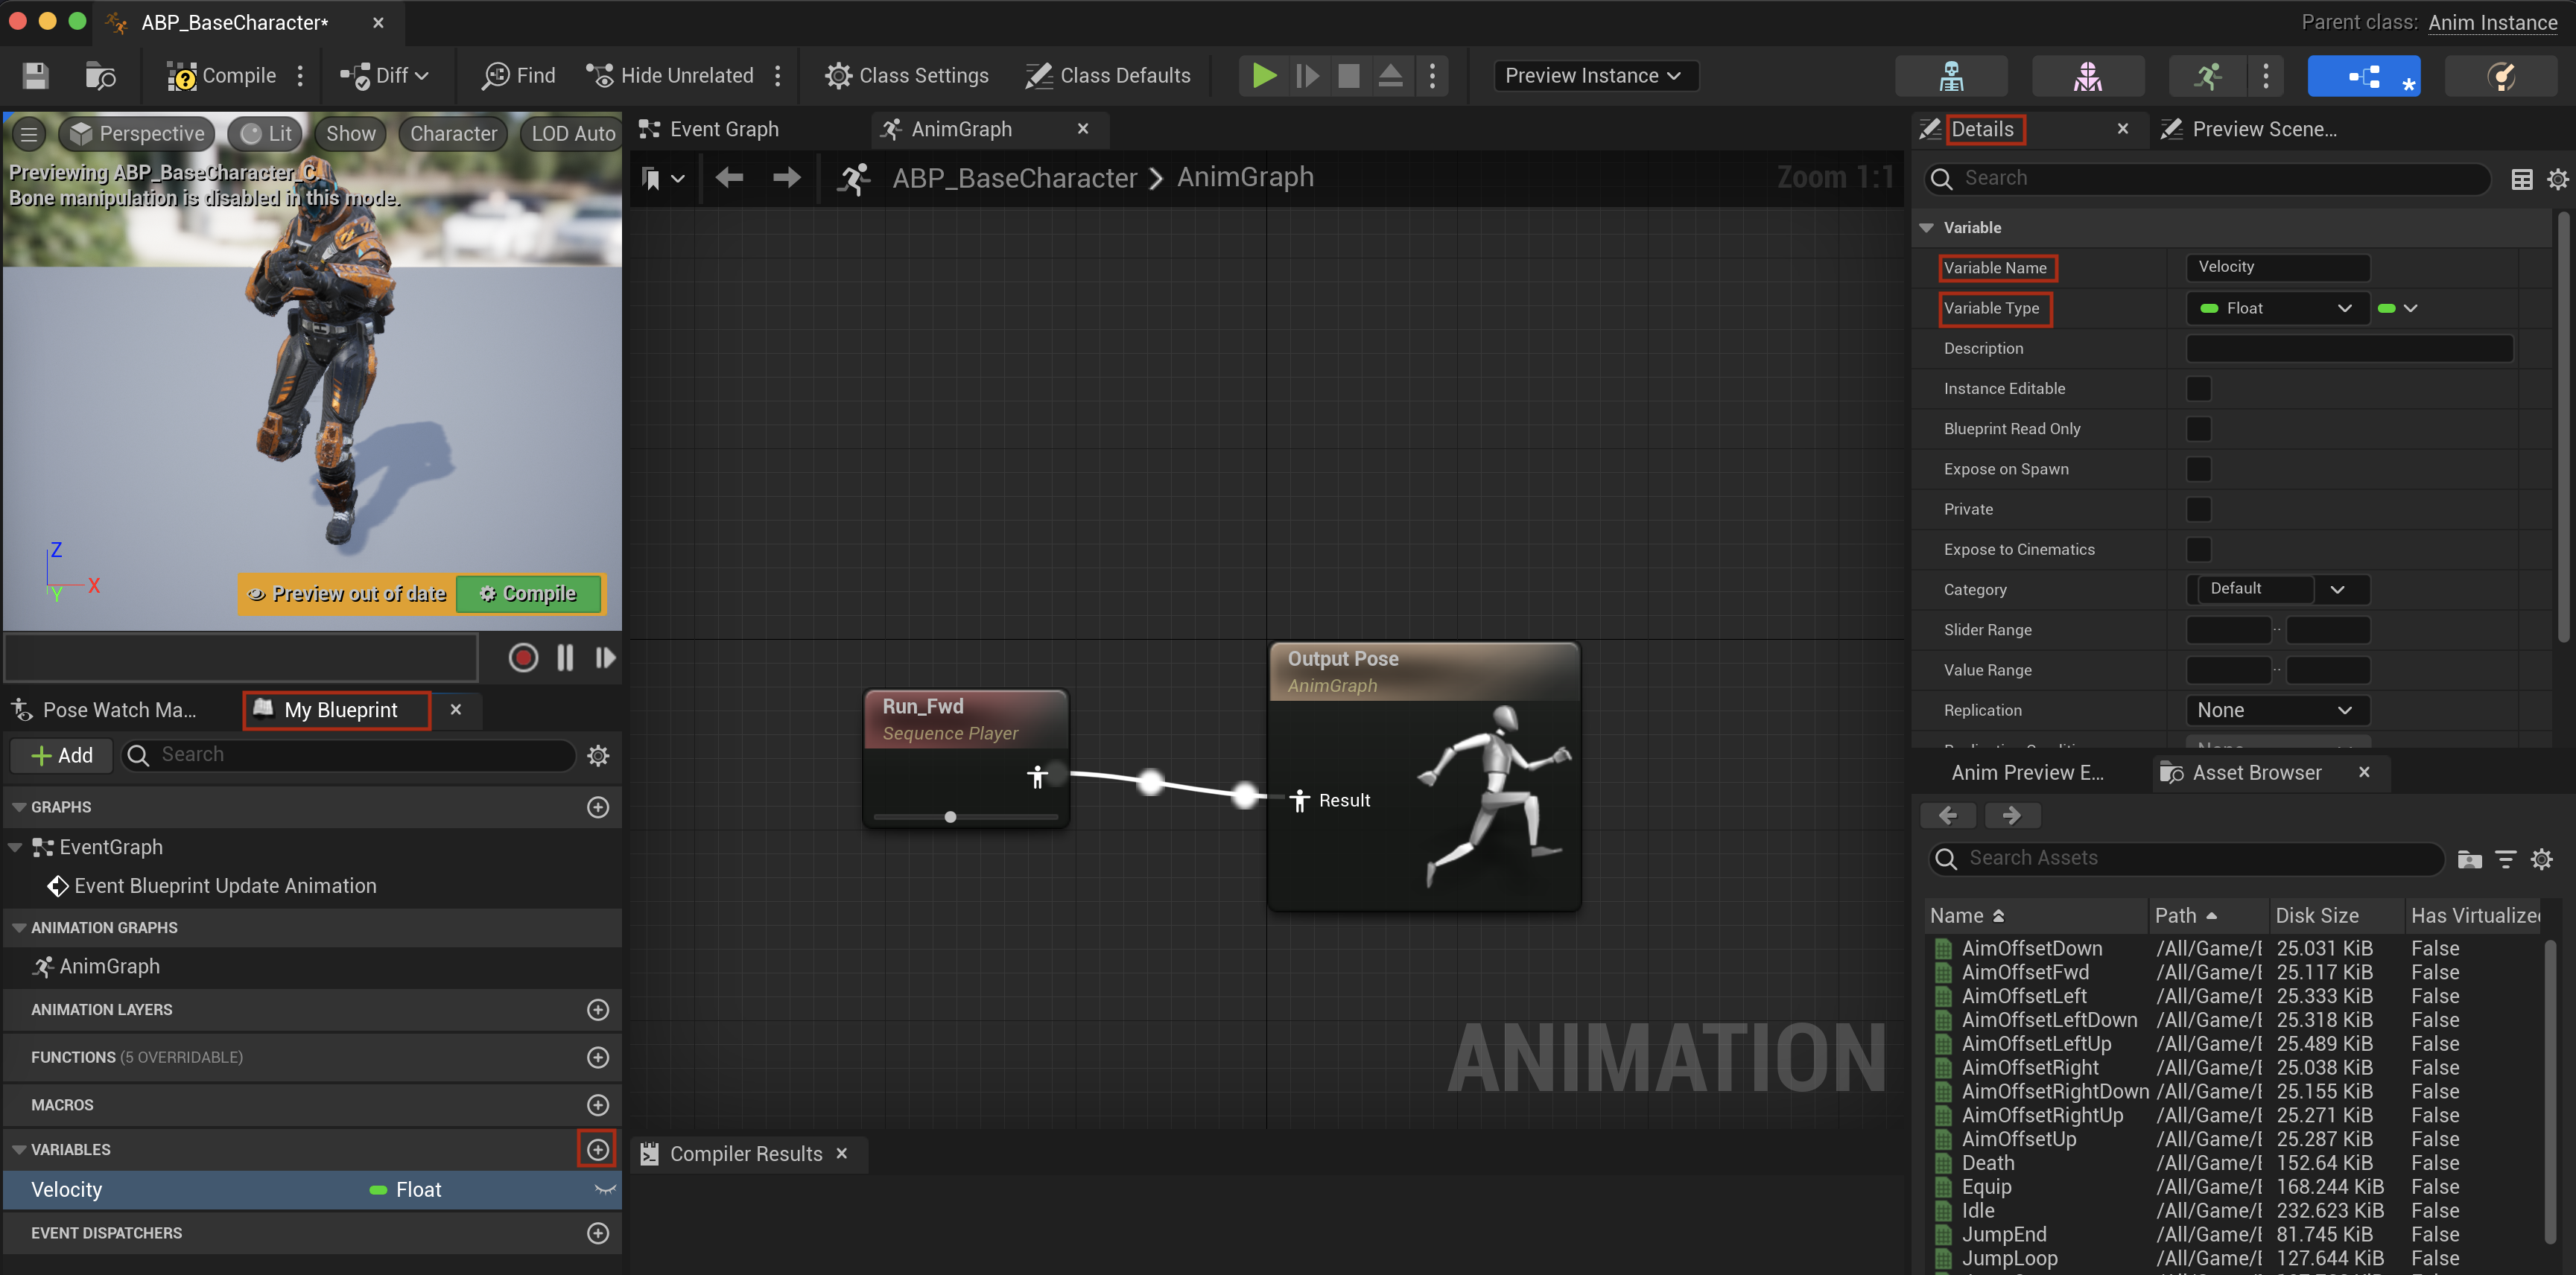 ABP_BaseCharacter*
Parent class: Anim Instance
Compile
Diff
Find
Hide Unrelated
Class Settings
Class Defaults
Preview Instance
Perspective
Lit
Show
Character
LOD Auto
Previewing ABP_BaseCharacter_C.
Bone manipulation is disabled in this mode.
Z
X
Y
Preview out of date
Compile
Pose Watch Ma...
My Blueprint
Add
Search
GRAPHS
EventGraph
Event Blueprint Update Animation
ANIMATION GRAPHS
AnimGraph
ANIMATION LAYERS
FUNCTIONS (5 OVERRIDABLE)
MACROS
VARIABLES
Velocity Float
EVENT DISPATCHERS
Event Graph
AnimGraph
ABP_BaseCharacter > AnimGraph
Zoom 1:1
Run_Fwd
Sequence Player
Output Pose
AnimGraph
Result
ANIMATION
Compiler Results
Details
Preview Scene...
Search
Variable
Variable Name Velocity
Variable Type Float
Description
Instance Editable
Blueprint Read Only
Expose on Spawn
Private
Expose to Cinematics
Category Default
Slider Range ..
Value Range ..
Replication None
Anim Preview E...
Asset Browser
Search Assets
Name Path Disk Size Has Virtualize
AimOffsetDown /All/Game/E 25.031 KiB False
AimOffsetFwd /All/Game/E 25.117 KiB False
AimOffsetLeft /All/Game/E 25.333 KiB False
AimOffsetLeftDown /All/Game/E 25.318 KiB False
AimOffsetLeftUp /All/Game/E 25.489 KiB False
AimOffsetRight /All/Game/E 25.038 KiB False
AimOffsetRightDown /All/Game/E 25.155 KiB False
AimOffsetRightUp /All/Game/E 25.271 KiB False
AimOffsetUp /All/Game/E 25.287 KiB False
Death /All/Game/E 152.64 KiB False
Equip /All/Game/E 168.244 KiB False
Idle /All/Game/E 232.623 KiB False
JumpEnd /All/Game/E 81.745 KiB False
JumpLoop /All/Game/E 127.644 KiB False